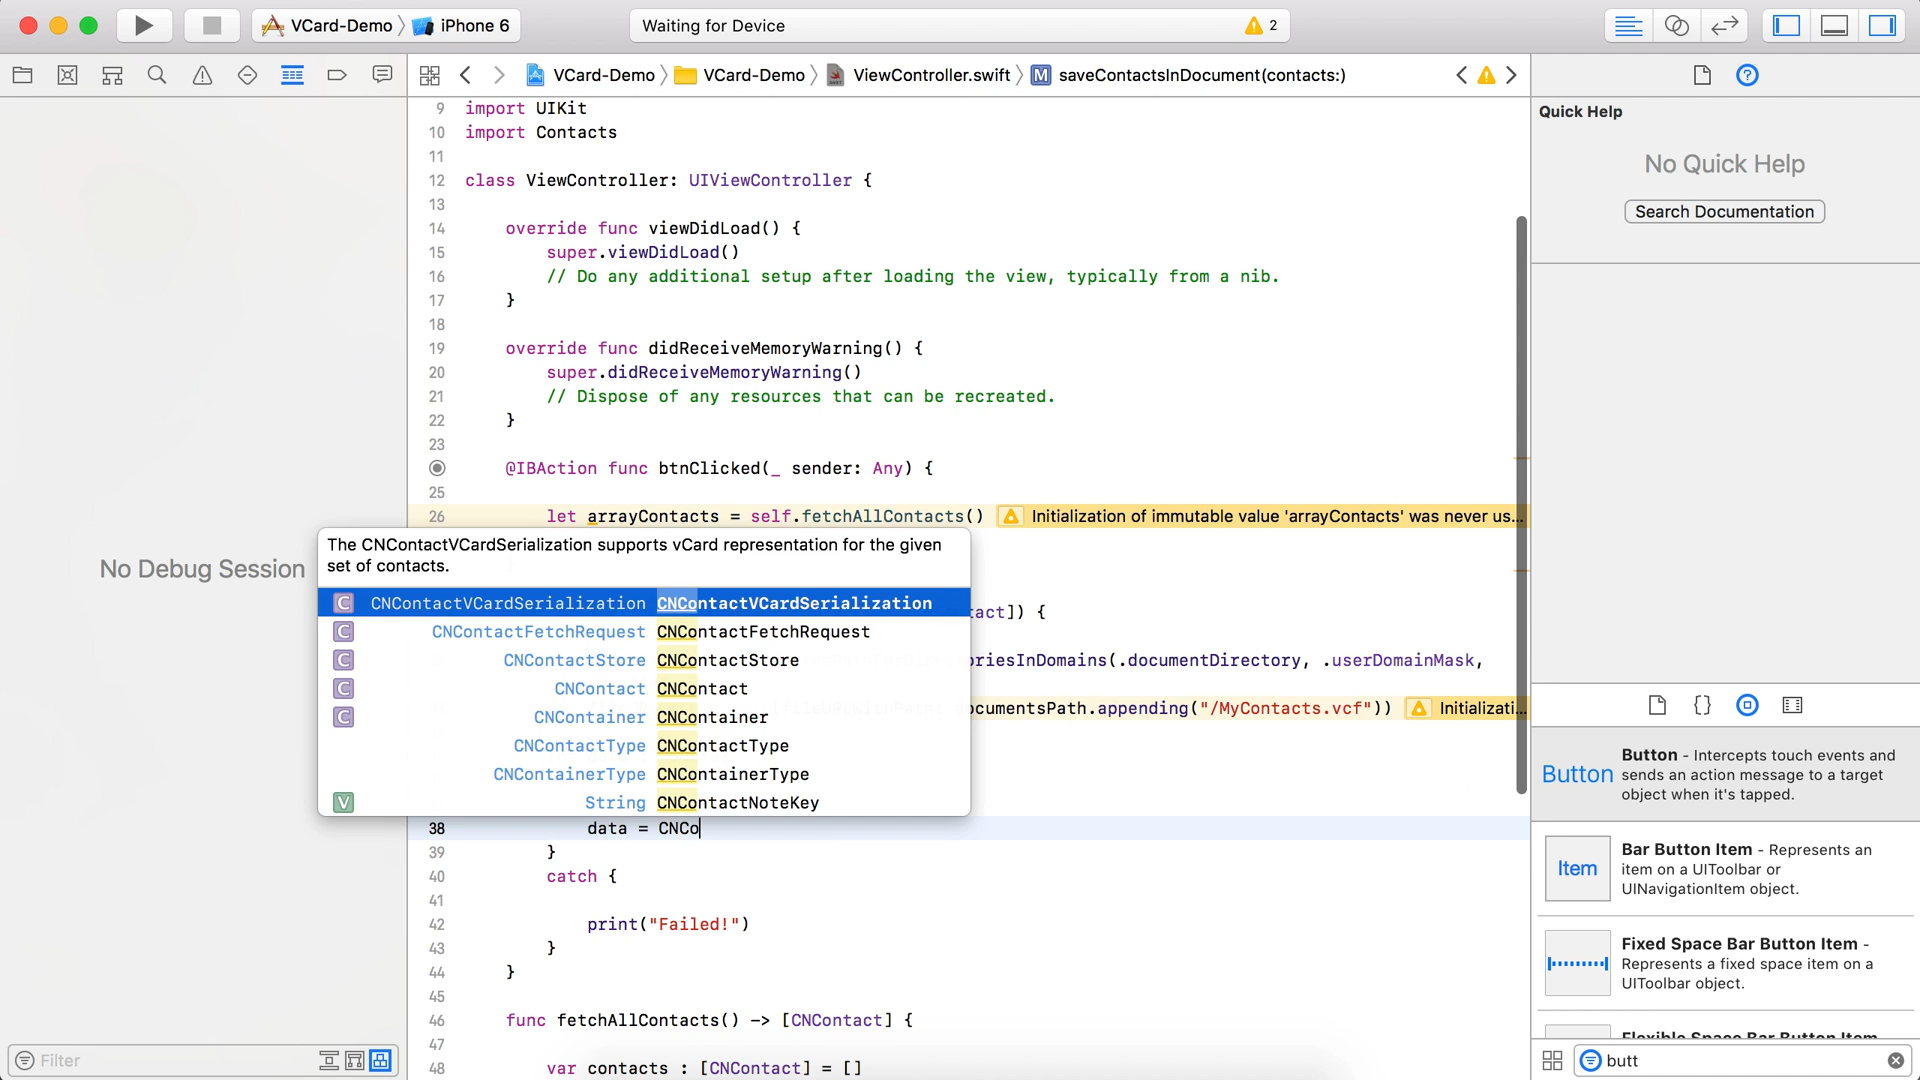 VCard-Demo
iPhone 6
Waiting for Device
2
VCard-Demo
VCard-Demo
ViewController.swift
M
saveContactsInDocument(contacts:)
No Debug Session
Filter
9 import UIKit
10 import Contacts
11
12 class ViewController: UIViewController {
13
14 override func viewDidLoad() {
15 super.viewDidLoad()
16 // Do any additional setup after loading the view, typically from a nib.
17 }
18
19 override func didReceiveMemoryWarning() {
20 super.didReceiveMemoryWarning()
21 // Dispose of any resources that can be recreated.
22 }
23
@IBAction func btnClicked(_ sender: Any) {
25
26 let arrayContacts = self.fetchAllContacts() Initialization of immutable value 'arrayContacts' was never us...
The CNContactVCardSerialization supports vCard representation for the given
set of contacts.
C CNContactVCardSerialization CNContactVCardSerialization
C CNContactFetchRequest CNContactFetchRequest
C CNContactStore CNContactStore
C CNContact CNContact
C CNContainer CNContainer
CNContactType CNContactType
CNContainerType CNContainerType
V String CNContactNoteKey
tact]) {
riesInDomains(.documentDirectory, .userDomainMask,
ocumentsPath.appending("/MyContacts.vcf")) Initializati...
38 data = CNCo
39 }
40 catch {
41
42 print("Failed!")
43 }
44 }
45
46 func fetchAllContacts() -> [CNContact] {
47
48 var contacts : [CNContact] = []
Quick Help
No Quick Help
Search Documentation
Button
Button - Intercepts touch events and
sends an action message to a target
object when it's tapped.
Item
Bar Button Item - Represents an
item on a UIToolbar or
UINavigationItem object.
Fixed Space Bar Button Item -
Represents a fixed space item on a
UIToolbar object.
Flexible Space Bar Button Item
butt